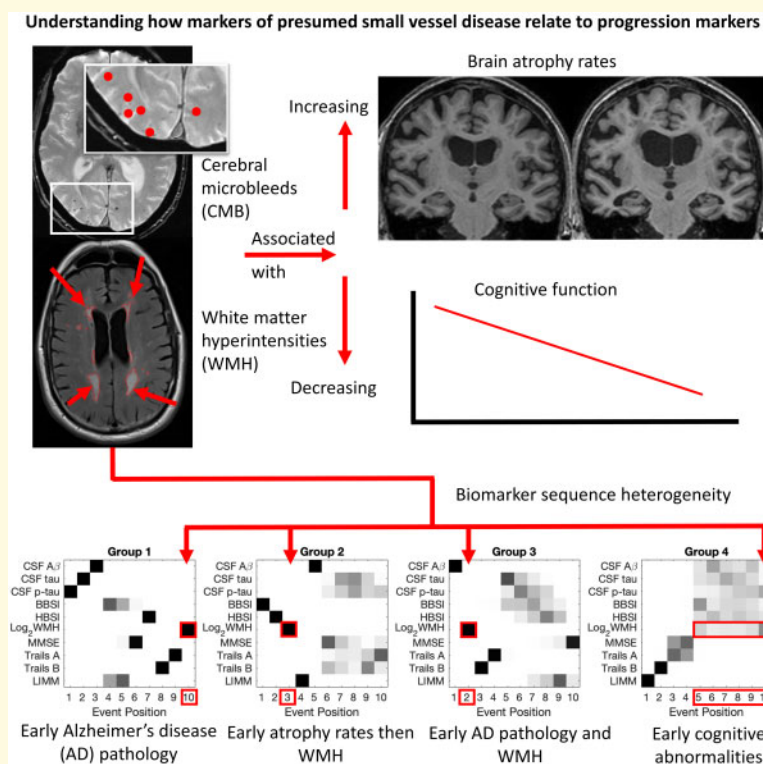 Understanding how markers of presumed small vessel disease relate to progression markers
Brain atrophy rates
Increasing
Cerebral
microbleeds
(CMB)
Associated
with
White matter
hyperintensities
(WMH)
Decreasing
Cognitive function
Biomarker sequence heterogeneity
Group 1
CSF Aβ
CSF tau
CSF p-tau
BBSI
HBSI
Log2WMH
MMSE
Trails A
Trails B
LIMM
1 2 3 4 5 6 7 8 9 10
Event Position
Early Alzheimer's disease
(AD) pathology
Group 2
CSF Aβ
CSF tau
CSF p-tau
BBSI
HBSI
Log2WMH
MMSE
Trails A
Trails B
LIMM
1 2 3 4 5 6 7 8 9 10
Event Position
Early atrophy rates then
WMH
Group 3
CSF Aβ
CSF tau
CSF p-tau
BBSI
HBSI
Log2WMH
MMSE
Trails A
Trails B
LIMM
1 2 3 4 5 6 7 8 9 10
Event Position
Early AD pathology and
WMH
Group 4
CSF Aβ
CSF tau
CSF p-tau
BBSI
HBSI
Log2WMH
MMSE
Trails A
Trails B
LIMM
1 2 3 4 5 6 7 8 9 1
Event Position
Early cognitive
abnormalities